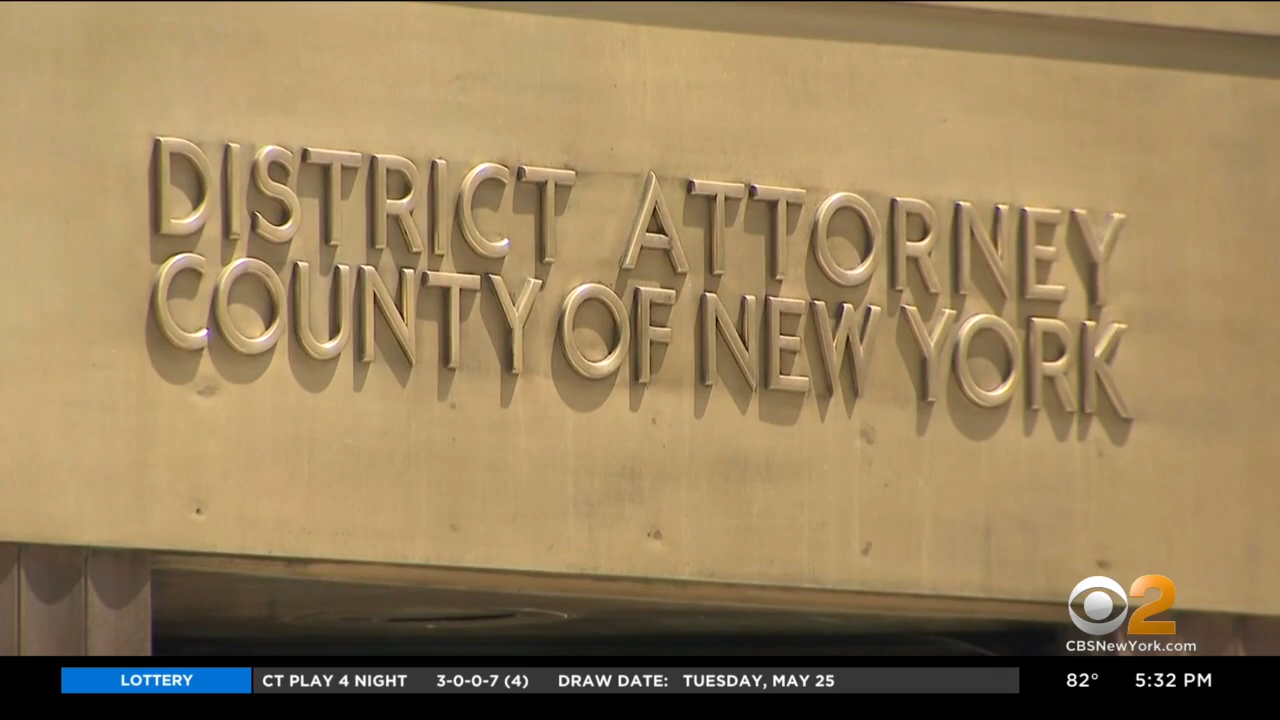 DISTRICT ATTORNEY
COUNTY OF NEW YORK
2
CBSNewYork.com
LOTTERY CT PLAY 4 NIGHT 3-0-0-7 (4) DRAW DATE: TUESDAY, MAY 25 82° 5:32 PM